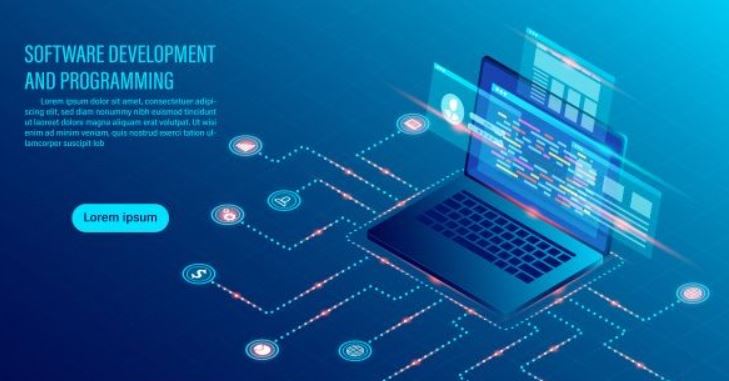 SOFTWARE DEVELOPMENT
AND PROGRAMMING
Lorem ipsum dolor sit amet, consectetuer adipi-
scing elit, sed diam nonummy nibh euismod tincidunt
ut laoreet dolore magna aliquam erat volutpat. Ut wisi
enim ad minim veniam, quis nostrud exerci tation ul-
lamcorper suscipit lob
Lorem ipsum